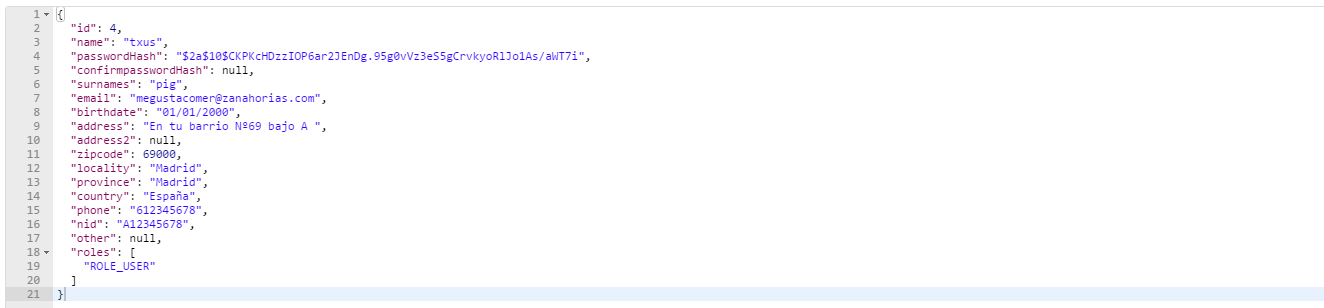 1 {
2 "id": 4,
3 "name": "txus",
4 "passwordHash": "$2a$10$CKPKcHDzzIOP6ar2JEnDg.95g0vVz3eS5gCrvkyoRlJo1As/aWT7i",
5 "confirmpasswordHash": null,
6 "surnames": "pig",
7 "email": "megustacomer@zanahorias.com",
8 "birthdate": "01/01/2000",
9 "address": "En tu barrio Nº69 bajo A ",
10 "address2": null,
11 "zipcode": 69000,
12 "locality": "Madrid",
13 "province": "Madrid",
14 "country": "España",
15 "phone": "612345678",
16 "nid": "A12345678",
17 "other": null,
18 "roles": [
19 "ROLE_USER"
20 ]
21 }